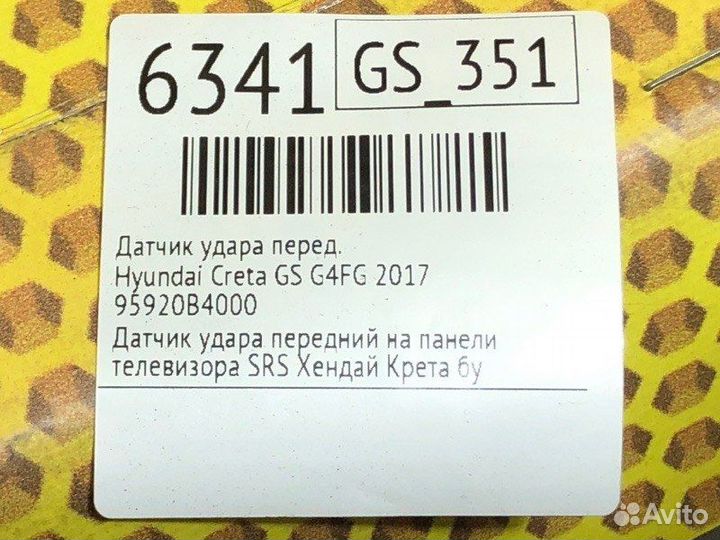 6341 GS_351
Датчик удара перед.
Hyundai Creta GS G4FG 2017
95920B4000
Датчик удара передний на панели
телевизора SRS Хендай Крета бу
Avito